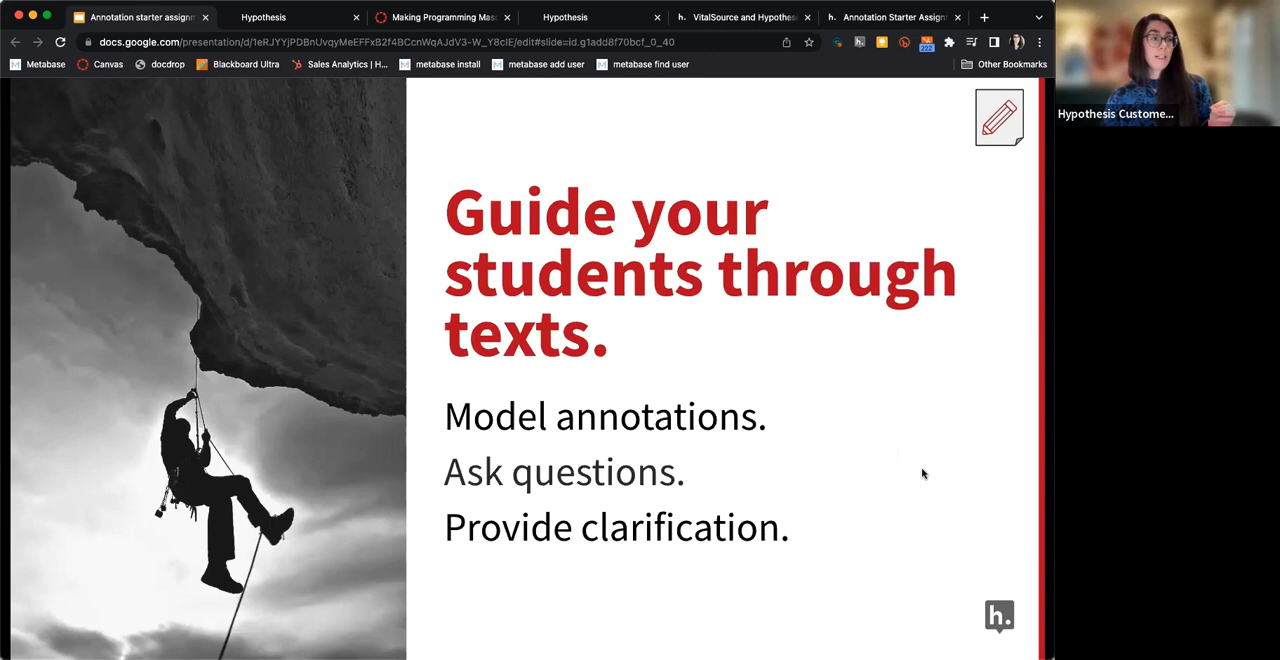 Annotation starter assignm
Hypothesis
Making Programming Mas
Hypothesis
VitalSource and Hypothes
Annotation Starter Assign
docs.google.com/presentation/d/1eRJYYjPDBnUvqyMeEFFxB2f4BCcnWqAJdV3-W_Y8cIE/edit#slide=id.g1add8f70bcf_0_40
222
Metabase
Canvas
docdrop
Blackboard Ultra
Sales Analytics | H...
metabase install
metabase add user
metabase find user
Other Bookmarks
Hypothesis Custome...
Guide your
students through
texts.
Model annotations.
Ask questions.
Provide clarification.
h.